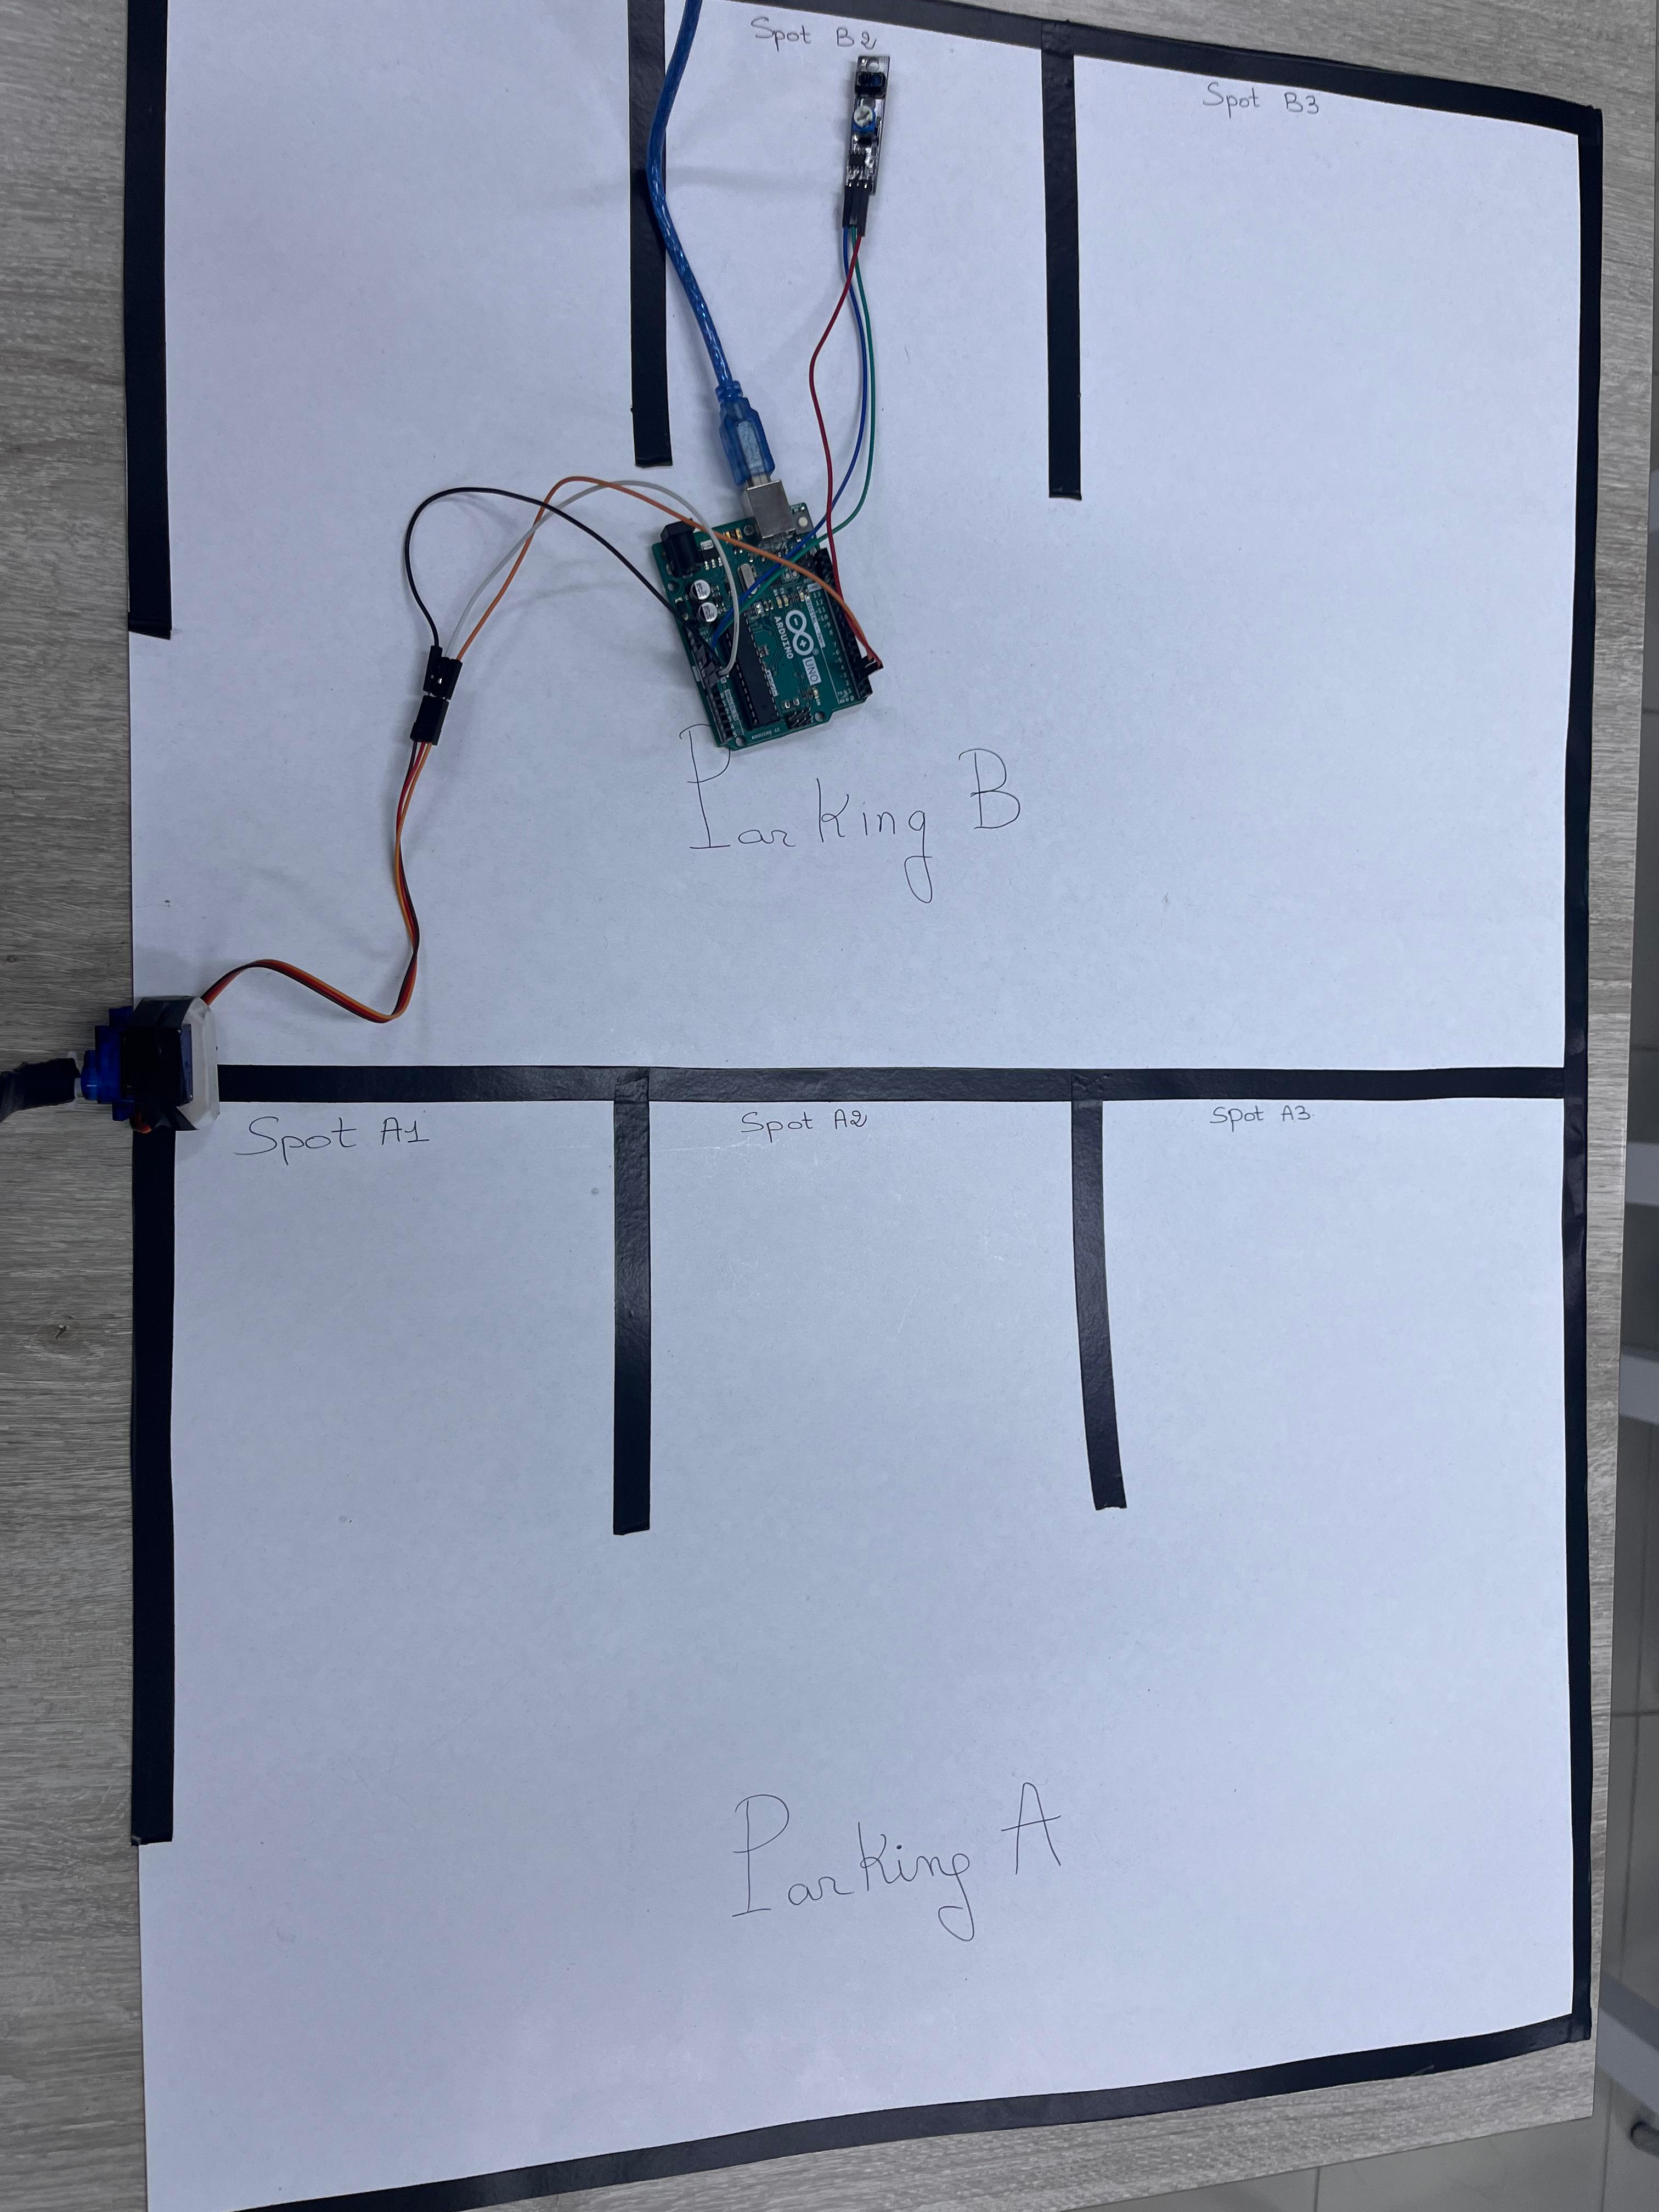 Spot B2
Spot B3
ARDUINO
UNO
Parking B
Spot A1
Spot A2
Spot A3
Parking A